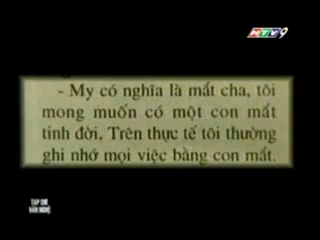 HTV9
- My có nghĩa là mất cha, tôi
mong muốn có một con mắt
tinh đời. Trên thực tế tôi thường
ghi nhớ mọi việc bằng con mắt.
TẠP CHÍ
VĂN NGHỆ